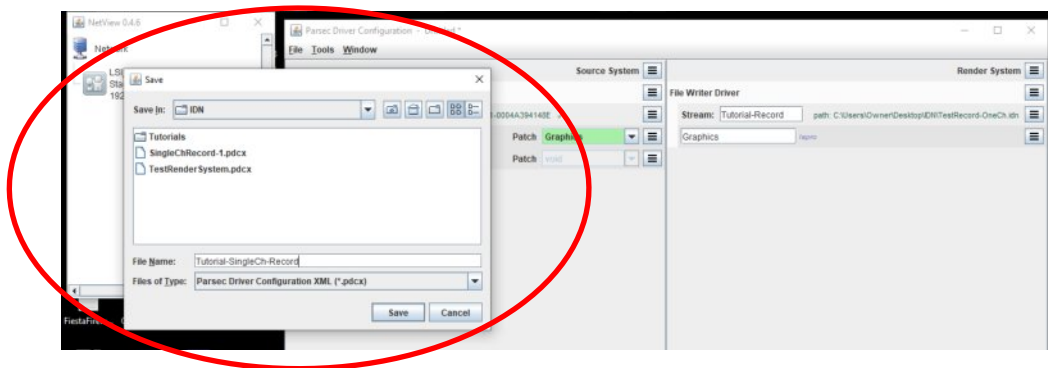 NetView 0.4.6
Parsec Driver Configuration -
Network
File Tools Window
Save
Source System
Render System
Save In: IDN
File Writer Driver
Stream: Tutorial-Record path: C:\Users\Owner\Desktop\IDN\TestRecord-OneCh.idn
-0004A394148E
Tutorials
Patch Graphics
Graphics
SingleChRecord-1.pdcx
Patch void
TestRenderSystem.pdcx
File Name: Tutorial-SingleCh-Record
Files of Type: Parsec Driver Configuration XML (*.pdcx)
Save Cancel